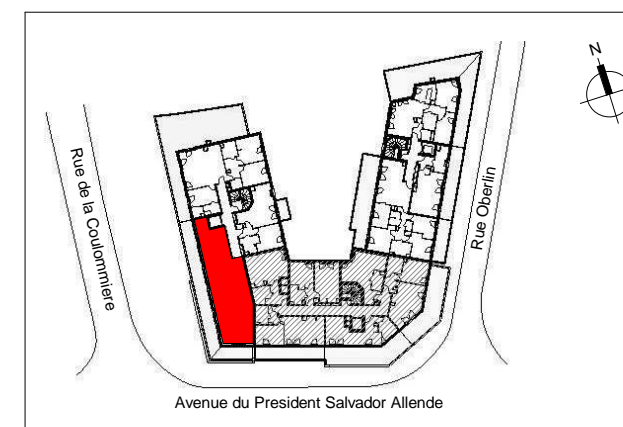 N
Rue de la Coulommiere
Rue Oberlin
Avenue du President Salvador Allende